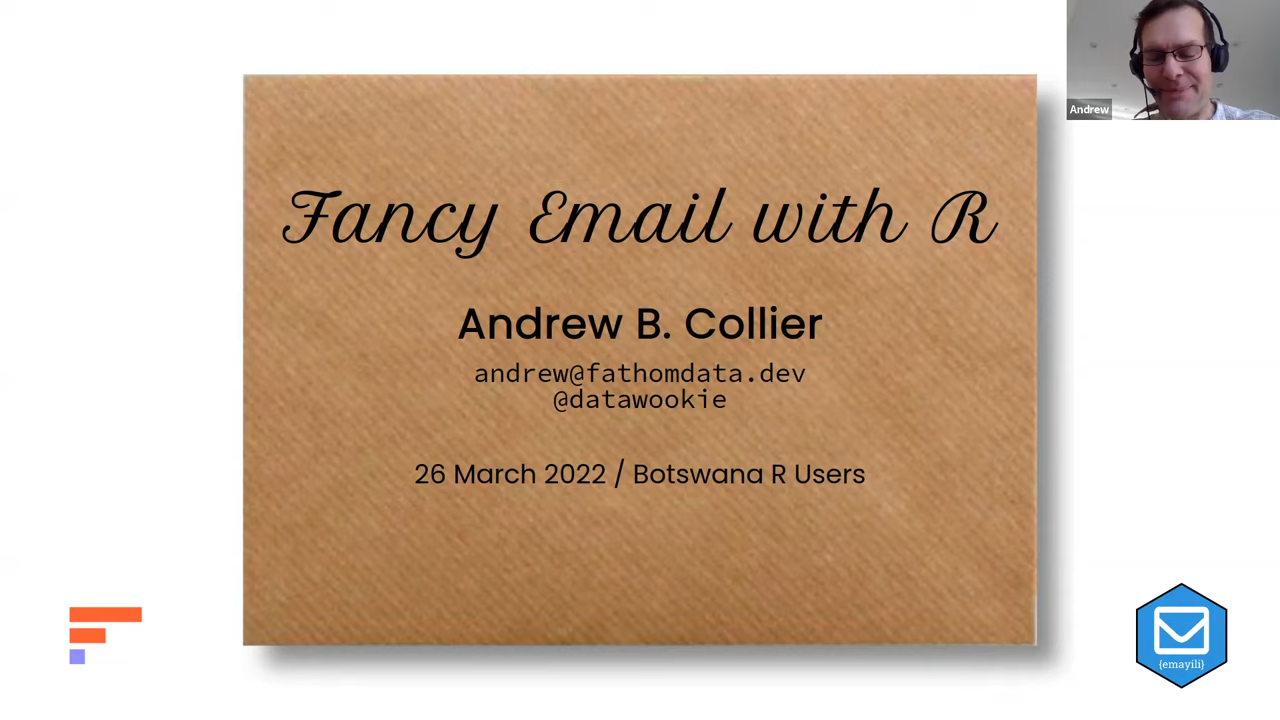 Andrew
Fancy Email with R
Andrew B. Collier
andrew@fathomdata.dev
@datawookie
26 March 2022 / Botswana R Users
{emayili}